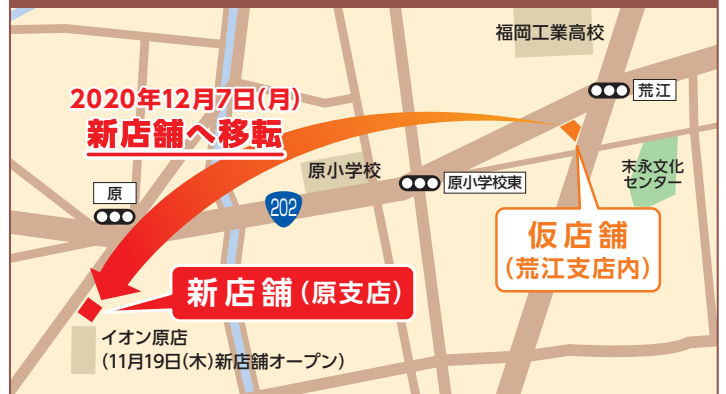 福岡工業高校
荒江
2020年12月7日(月)
新店舗へ移転
原小学校
原小学校東
末永文化
センター
原
202
仮店舗
(荒江支店内)
新店舗(原支店)
イオン原店
(11月19日(木)新店舗オープン)